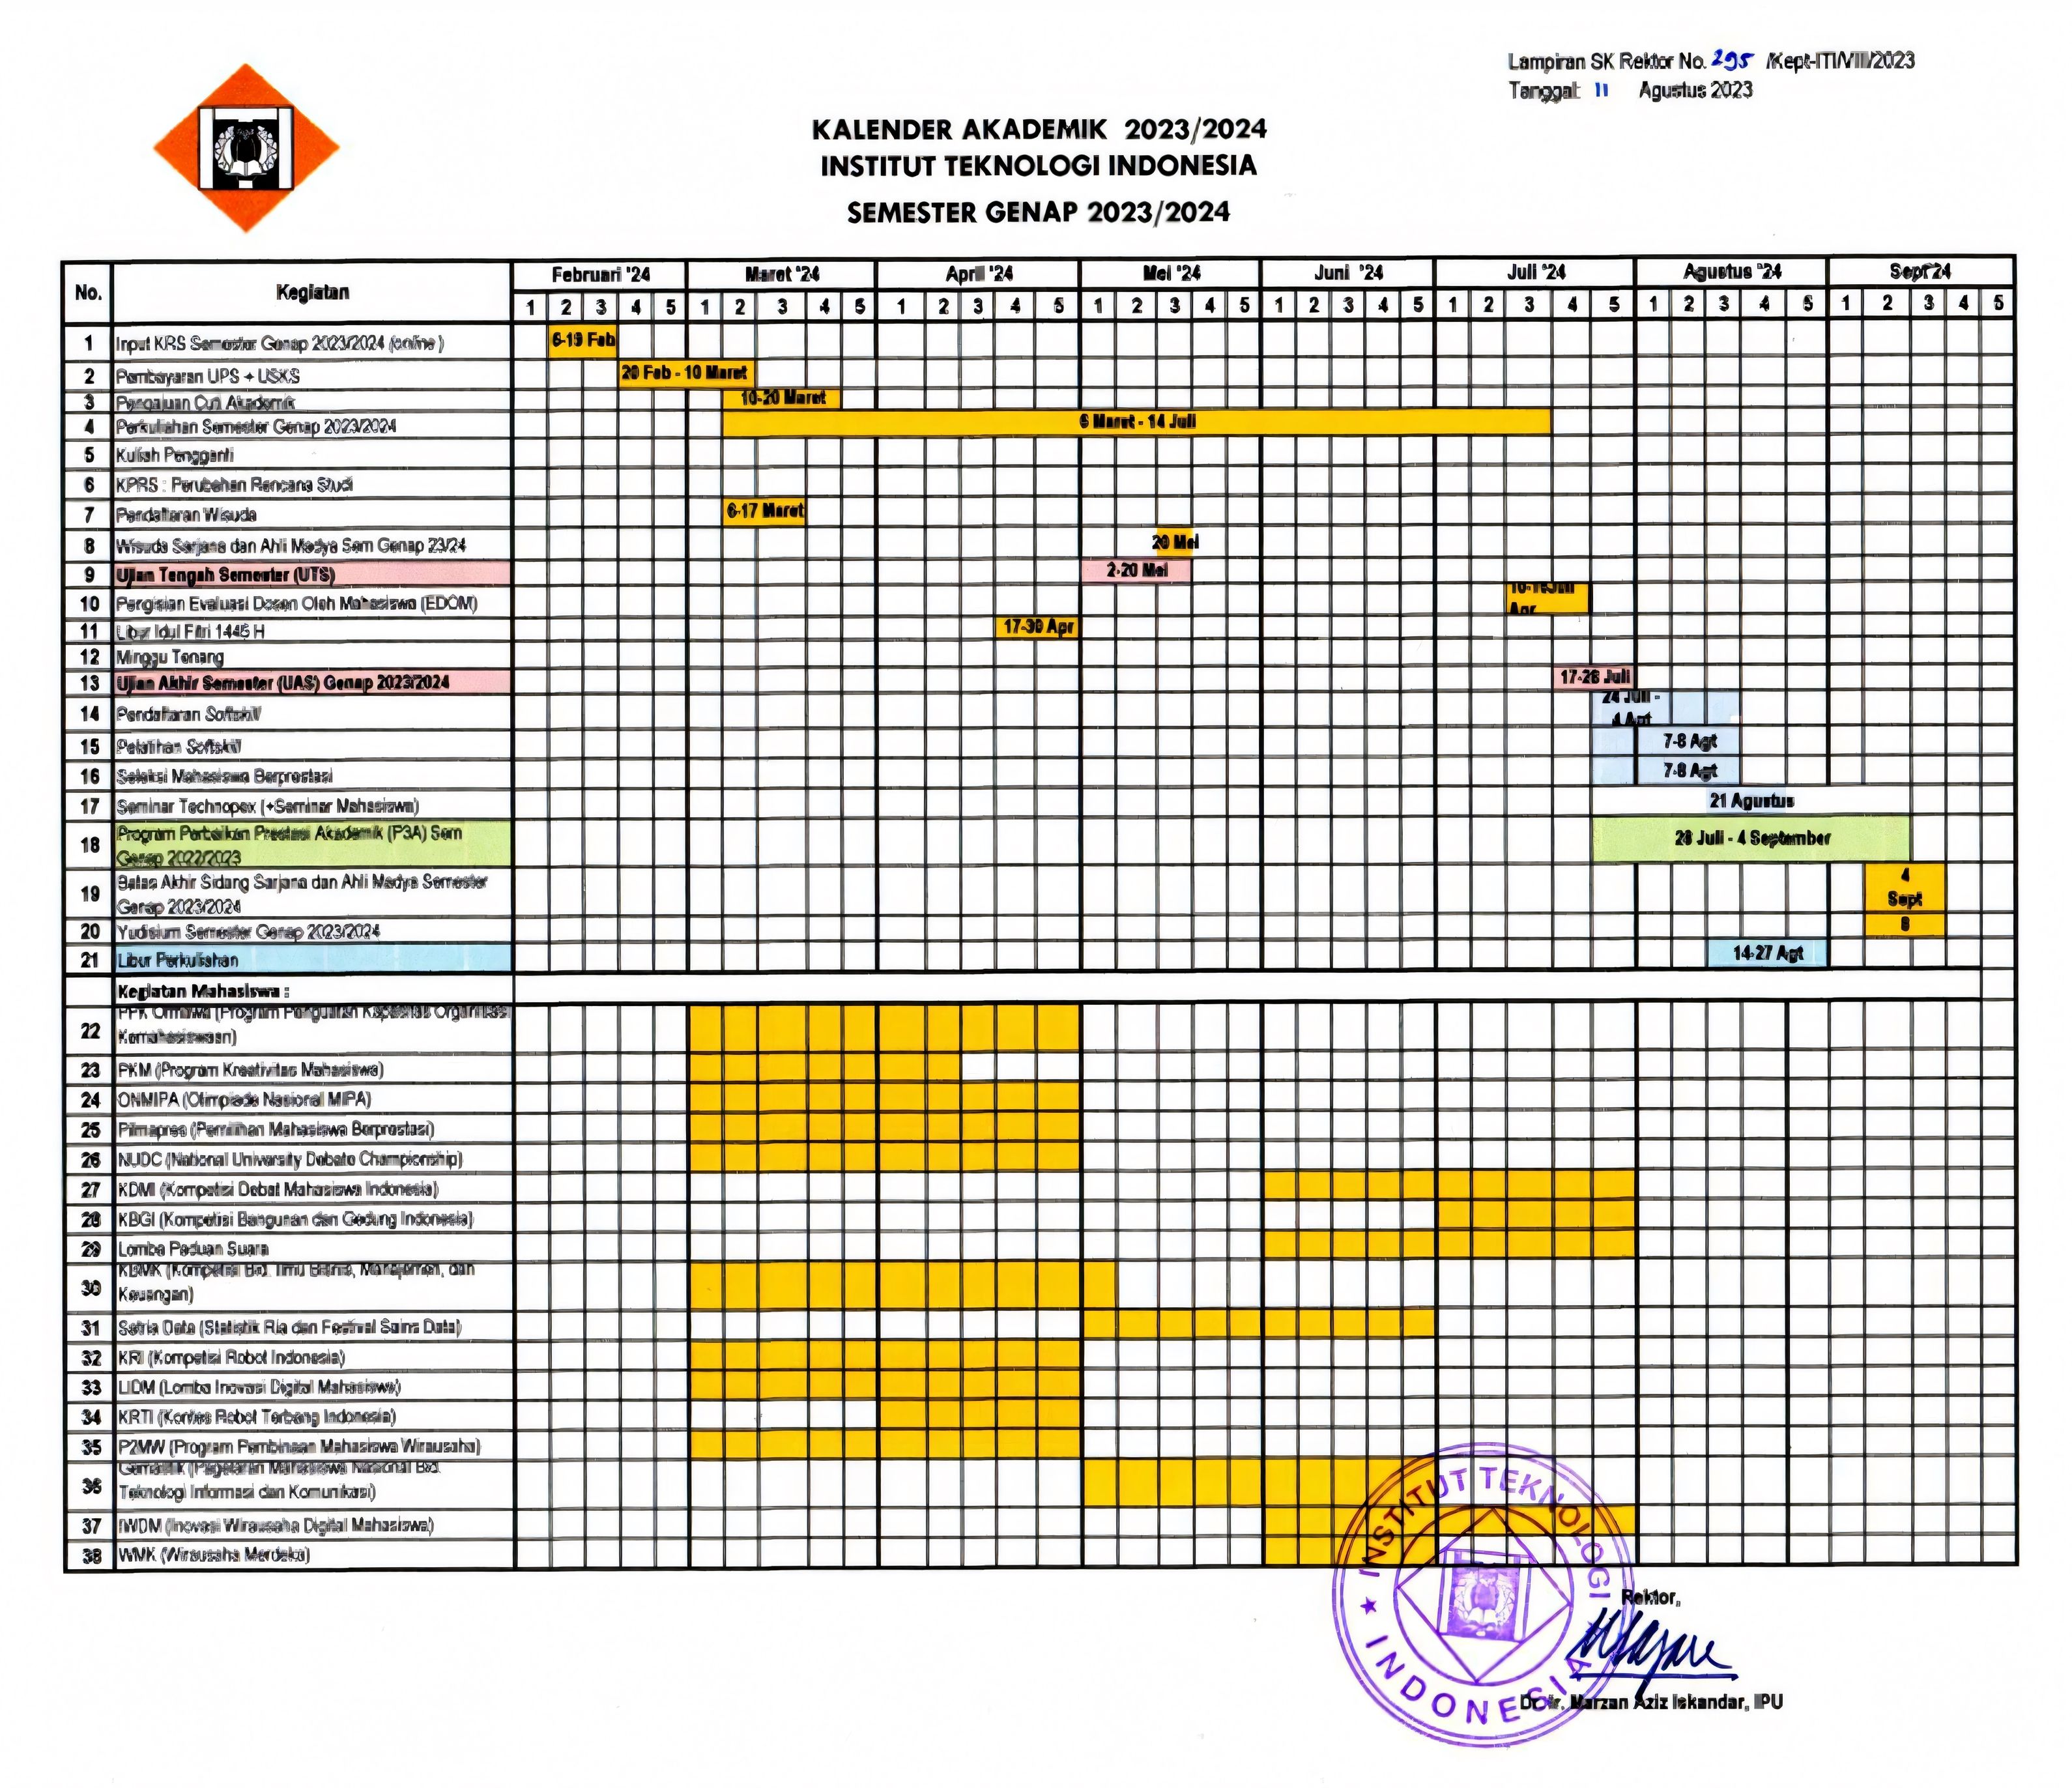 Lampiran SK Rektor No. 295 /Kept-ITI/VIII/2023
Tanggal: 11 Agustus 2023
KALENDER AKADEMIK 2023/2024
INSTITUT TEKNOLOGI INDONESIA
SEMESTER GENAP 2023/2024
No. Kegiatan Februari '24 Maret '24 April '24 Mei '24 Juni '24 Juli '24 Agustus '24 Sept'24
1 2 3 4 5 1 2 3 4 5 1 2 3 4 5 1 2 3 4 5 1 2 3 4 5 1 2 3 4 5 1 2 3 4 5 1 2 3 4 5
1 Input KRS Semester Genap 2023/2024 (online) 6-19 Feb
2 Pembayaran UPS + USKS 20 Feb - 10 Maret
3 Pengajuan Cuti Akademik 10-20 Maret
4 Perkuliahan Semester Genap 2023/2024 6 Maret - 14 Juli
5 Kuliah Pengganti
6 KPRS : Perubahan Rencana Studi
7 Pendaftaran Wisuda 6-17 Maret
8 Wisuda Sarjana dan Ahli Madya Sem Genap 23/24 20 Mei
9 Ujian Tengah Semester (UTS) 2-20 Mei
10 Pengisian Evaluasi Dosen Oleh Mahasiswa (EDOM)
Apr
11 Libur Idul Fitri 1445 H 17-30 Apr
12 Minggu Tenang
13 Ujian Akhir Semester (UAS) Genap 2023/2024 17-28 Juli
14 Pendaftaran Softskill 24 Juli -
4 Agt
15 Pelatihan Softskill 7-8 Agt
16 Seleksi Mahasiswa Berprestasi 7-8 Agt
17 Seminar Technopex (+Seminar Mahasiswa) 21 Agustus
18 Program Perbaikan Prestasi Akademik (P3A) Sem
Genap 2022/2023 28 Juli - 4 September
19 Batas Akhir Sidang Sarjana dan Ahli Madya Semester
Genap 2023/2024 4
Sept
20 Yudisium Semester Genap 2023/2024
21 Libur Perkuliahan 14-27 Agt
Kegiatan Mahasiswa :
22 PPK Ormawa (Program Penguatan Kapasitas Organisasi
Kemahasiswaan)
23 PKM (Program Kreativitas Mahasiswa)
24 ONMIPA (Olimpiade Nasional MIPA)
25 Pilmapres (Pemilihan Mahasiswa Berprestasi)
26 NUDC (National University Debate Championship)
27 KDMI (Kompetisi Debat Mahasiswa Indonesia)
28 KBGI (Kompetisi Bangunan dan Gedung Indonesia)
29 Lomba Paduan Suara
30 KBMK (Kompetisi Bid. Ilmu Bisnis, Manajemen, dan
Keuangan)
31 Satria Data (Statistik Ria dan Festival Sains Data)
32 KRI (Kompetisi Robot Indonesia)
33 LIDM (Lomba Inovasi Digital Mahasiswa)
34 KRTI (Kontes Robot Terbang Indonesia)
35 P2MW (Program Pembinaan Mahasiswa Wirausaha)
36 Gemastik (Pagelaran Mahasiswa Nasional Bid.
Teknologi Informasi dan Komunikasi)
37 IWDM (Inovasi Wirausaha Digital Mahasiswa)
38 WMK (Wirausaha Merdeka)
INSTITUT TEKNOLOGI
INDONESIA
Rektor,
Dr. Ir. Marzan Aziz Iskandar, IPU